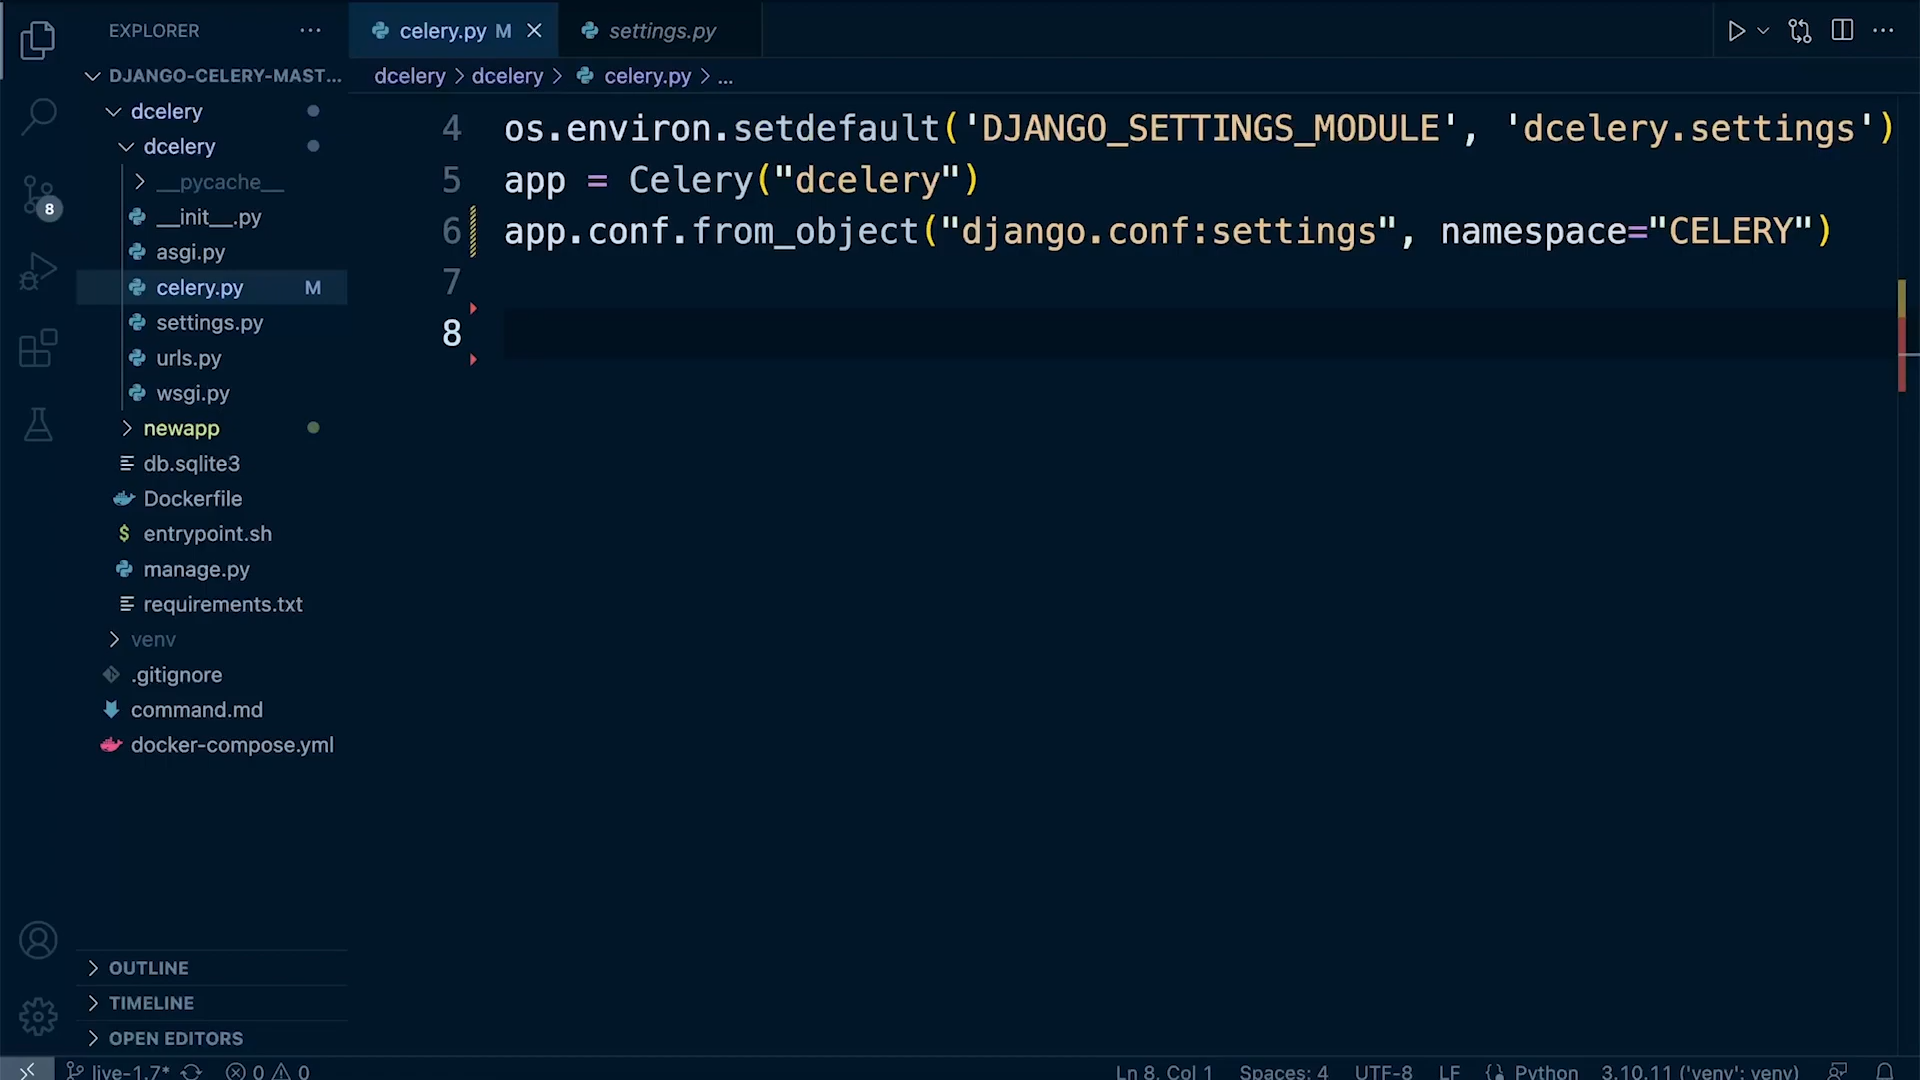 EXPLORER
DJANGO-CELERY-MAST...
dcelery
dcelery
__pycache__
__init__.py
asgi.py
celery.py M
settings.py
urls.py
wsgi.py
newapp
db.sqlite3
Dockerfile
entrypoint.sh
manage.py
requirements.txt
venv
.gitignore
command.md
docker-compose.yml
OUTLINE
TIMELINE
OPEN EDITORS
8
celery.py M
settings.py
dcelery > dcelery > celery.py > ...
4 os.environ.setdefault('DJANGO_SETTINGS_MODULE', 'dcelery.settings')
5 app = Celery("dcelery")
6 app.conf.from_object("django.conf:settings", namespace="CELERY")
7
8
live-1.7* 0 0 Ln 8, Col 1 Spaces: 4 UTF-8 LF Python 3.10.11 ('venv': venv)